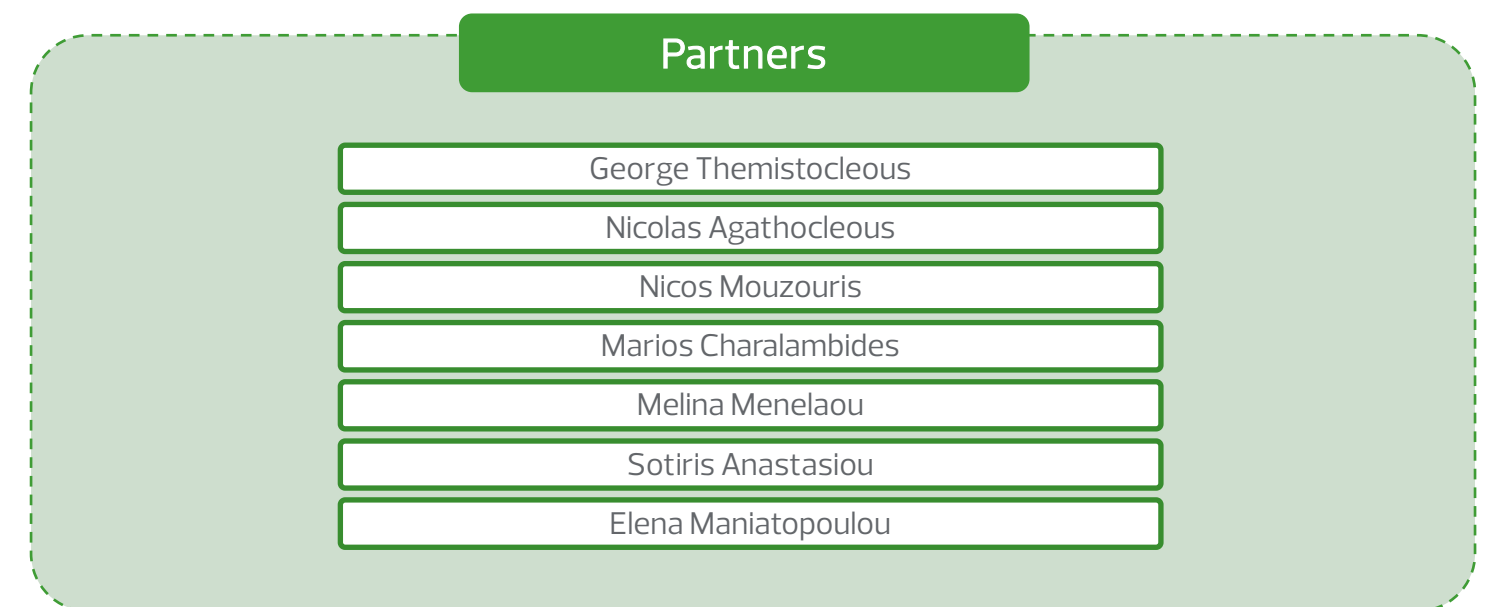 Partners
George Themistocleous
Nicolas Agathocleous
Nicos Mouzouris
Marios Charalambides
Melina Menelaou
Sotiris Anastasiou
Elena Maniatopoulou